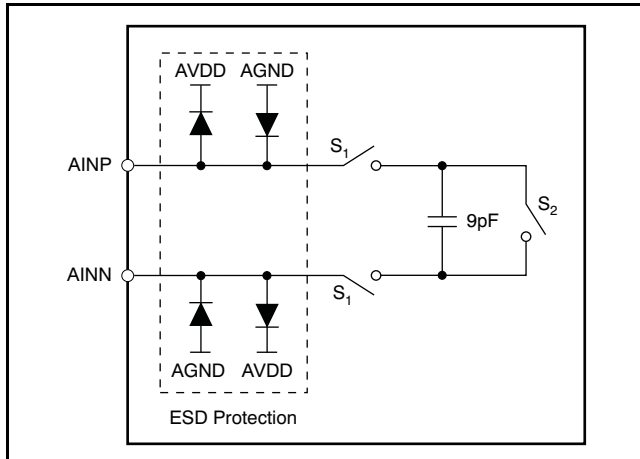 AVDD AGND
S1
AINP
9pF
S2
AINN
S1
AGND AVDD
ESD Protection